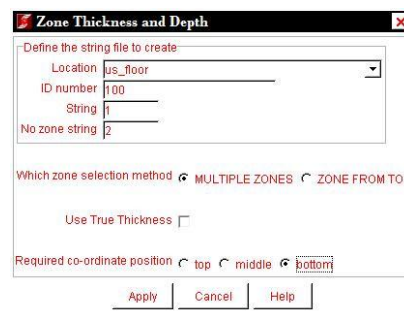 Zone Thickness and Depth
Define the string file to create
Location us_floor
ID number 100
String 1
No zone string 2
Which zone selection method MULTIPLE ZONES ZONE FROM TO
Use True Thickness
Required co-ordinate position top middle bottom
Apply Cancel Help